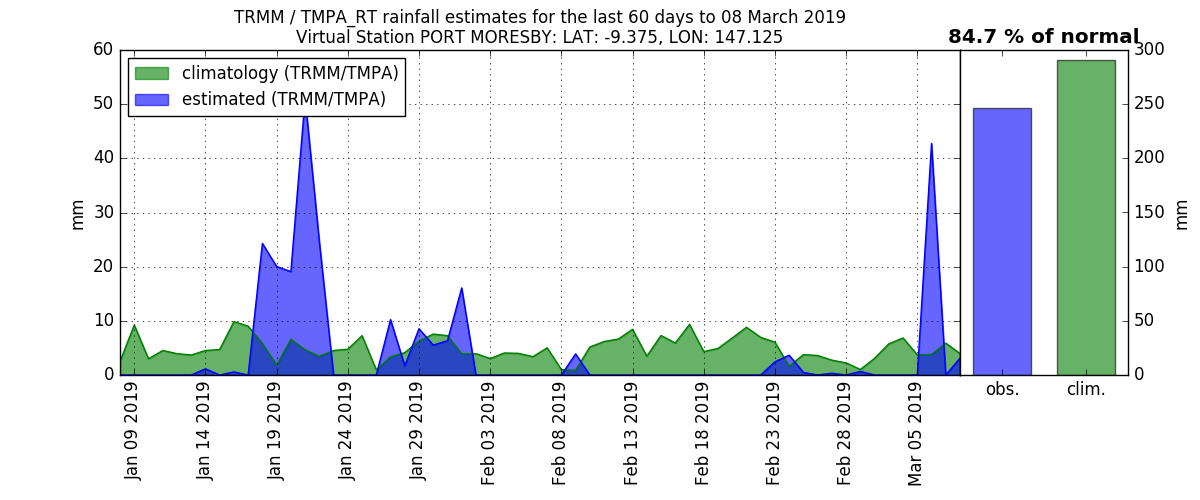 TRMM / TMPA_RT rainfall estimates for the last 60 days to 08 March 2019
Virtual Station PORT MORESBY: LAT: -9.375, LON: 147.125
84.7 % of normal
climatology (TRMM/TMPA)
estimated (TRMM/TMPA)
60
50
40
30
20
10
0
mm
300
250
200
150
100
50
0
mm
Jan 09 2019
Jan 14 2019
Jan 19 2019
Jan 24 2019
Jan 29 2019
Feb 03 2019
Feb 08 2019
Feb 13 2019
Feb 18 2019
Feb 23 2019
Feb 28 2019
Mar 05 2019
obs.
clim.